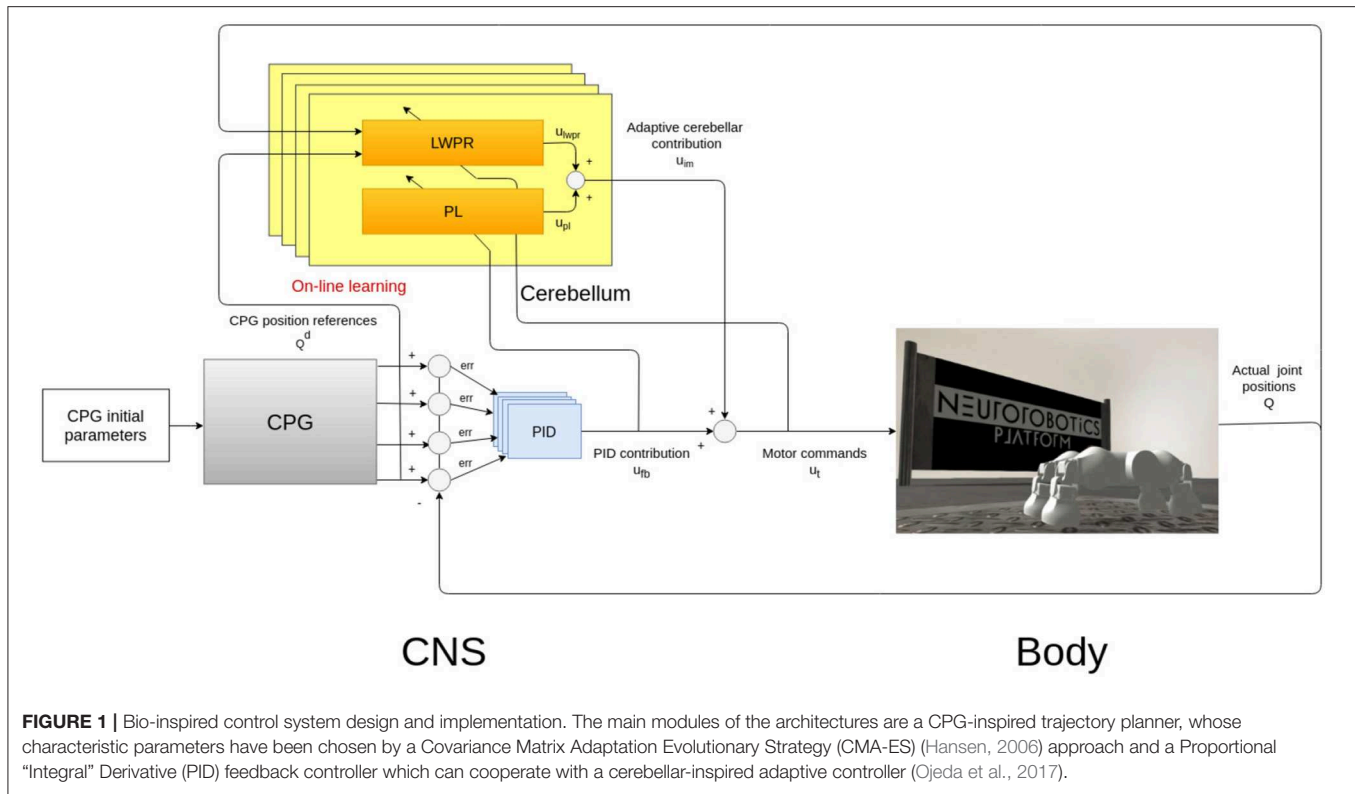 LWPR
u_lwpr
+
Adaptive cerebellar
contribution
u_im
PL
u_pl
+
On-line learning
Cerebellum
CPG position references
Q^d
CPG initial
parameters
CPG
+
+
+
+
-
err
err
err
err
PID
PID contribution
u_fb
+
+
Motor commands
u_t
NEUROROBOTICS
PLATFORM
Actual joint
positions
Q
CNS
Body
FIGURE 1 | Bio-inspired control system design and implementation. The main modules of the architectures are a CPG-inspired trajectory planner, whose
characteristic parameters have been chosen by a Covariance Matrix Adaptation Evolutionary Strategy (CMA-ES) (Hansen, 2006) approach and a Proportional
“Integral” Derivative (PID) feedback controller which can cooperate with a cerebellar-inspired adaptive controller (Ojeda et al., 2017).